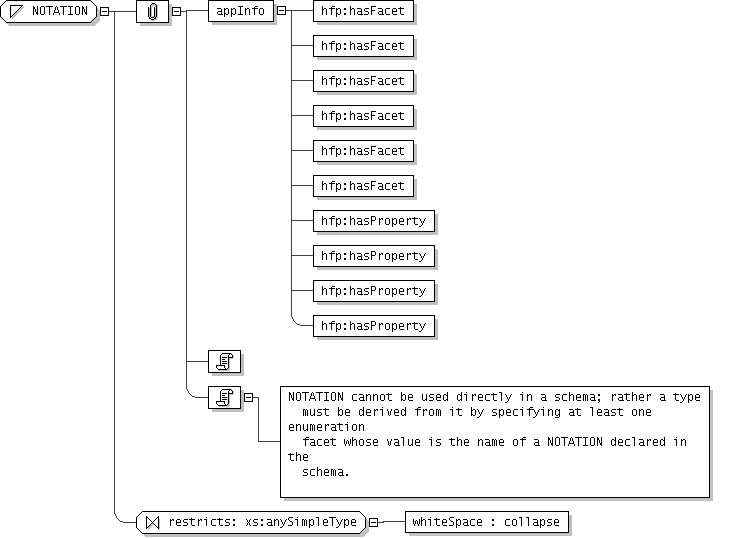 NOTATION
appInfo
hfp:hasFacet
hfp:hasFacet
hfp:hasFacet
hfp:hasFacet
hfp:hasFacet
hfp:hasFacet
hfp:hasProperty
hfp:hasProperty
hfp:hasProperty
hfp:hasProperty
NOTATION cannot be used directly in a schema; rather a type
must be derived from it by specifying at least one
enumeration
facet whose value is the name of a NOTATION declared in
the
schema.
restricts: xs:anySimpleType
whiteSpace : collapse